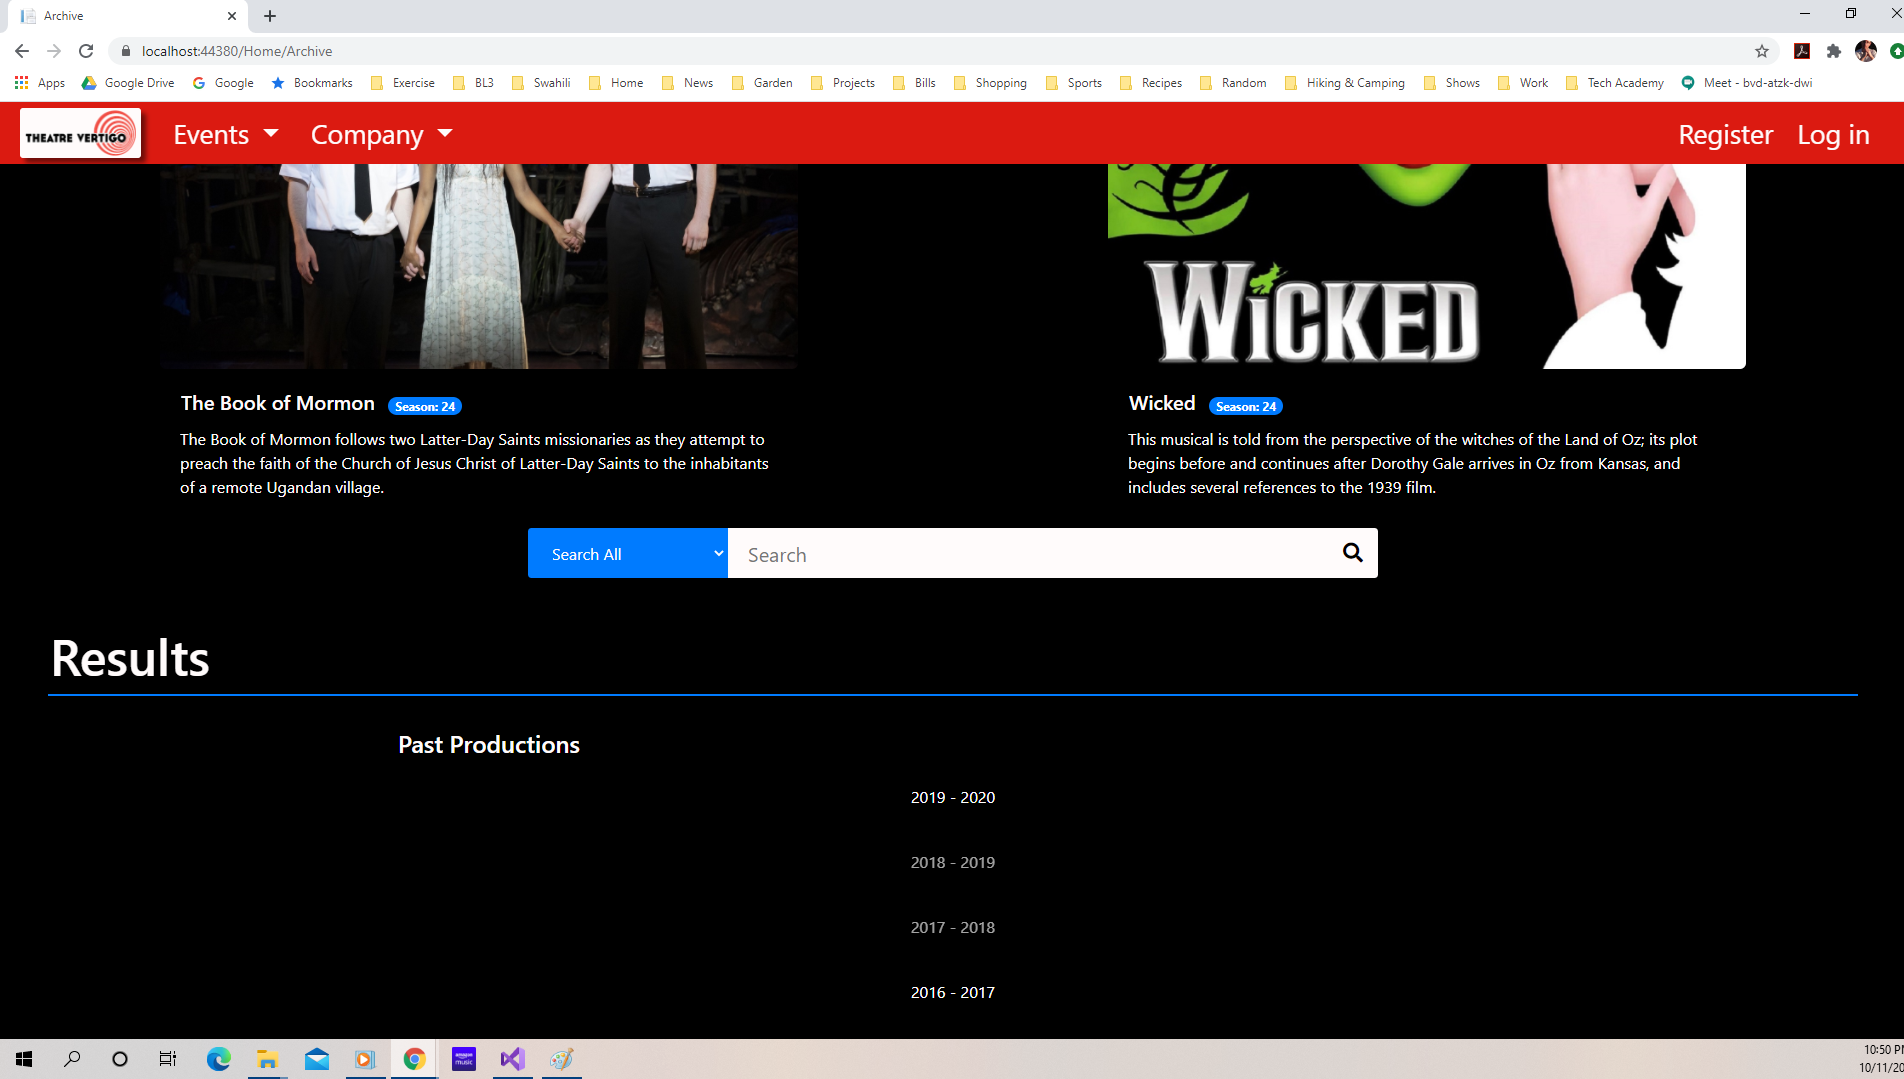 Archive
localhost:44380/Home/Archive
Apps Google Drive Google Bookmarks Exercise BL3 Swahili Home News Garden Projects Bills Shopping Sports Recipes Random Hiking & Camping Shows Work Tech Academy Meet - bvd-atzk-dwi
THEATRE VERTIGO Events Company Register Log in
WICKED
The Book of Mormon Season: 24
The Book of Mormon follows two Latter-Day Saints missionaries as they attempt to
preach the faith of the Church of Jesus Christ of Latter-Day Saints to the inhabitants
of a remote Ugandan village.
Wicked Season: 24
This musical is told from the perspective of the witches of the Land of Oz; its plot
begins before and continues after Dorothy Gale arrives in Oz from Kansas, and
includes several references to the 1939 film.
Search All Search
Results
Past Productions
2019 - 2020
2018 - 2019
2017 - 2018
2016 - 2017
amazon music
10:50 P
10/11/20